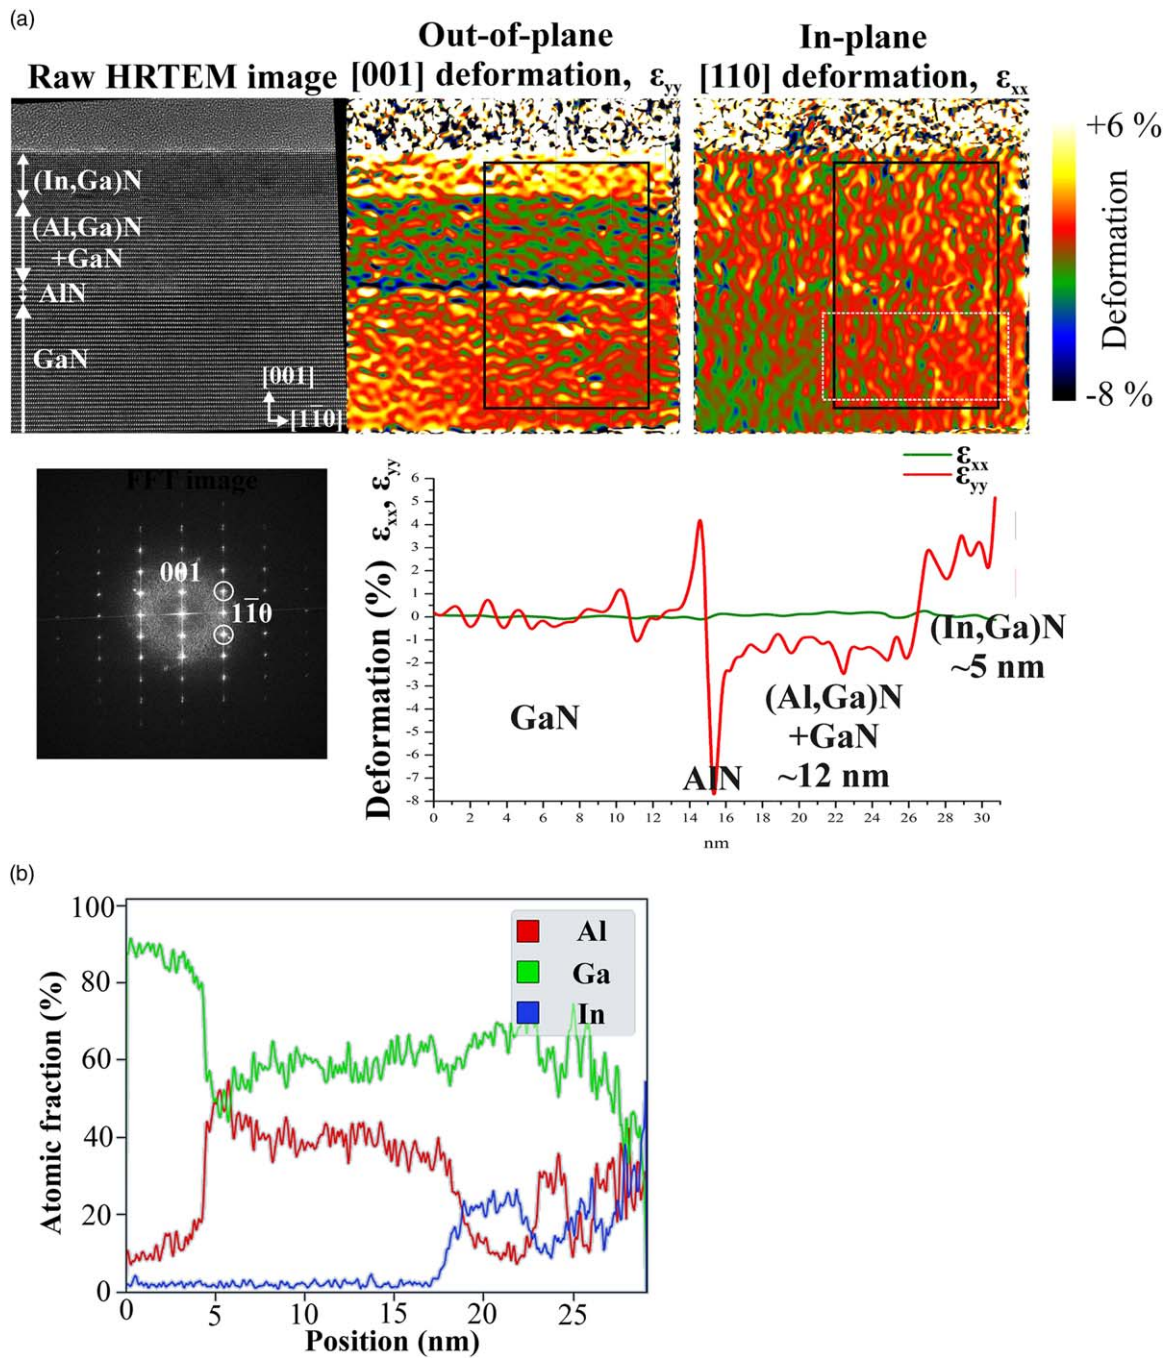 (a)
Raw HRTEM image
Out-of-plane
[001] deformation, εyy
In-plane
[110] deformation, εxx
(In,Ga)N
(Al,Ga)N
+GaN
AlN
GaN
[001]
[11̄0]
+6 %
Deformation
-8 %
FFT image
001
11̄0
Deformation (%) εxx, εyy
6
5
4
3
2
1
0
-1
-2
-3
-4
-5
-6
-7
-8
εxx
εyy
GaN
AlN
(Al,Ga)N
+GaN
~12 nm
(In,Ga)N
~5 nm
0 2 4 6 8 10 12 14 16 18 20 22 24 26 28 30
nm
(b)
Atomic fraction (%)
100
80
60
40
20
0
Al
Ga
In
0 5 10 15 20 25
Position (nm)